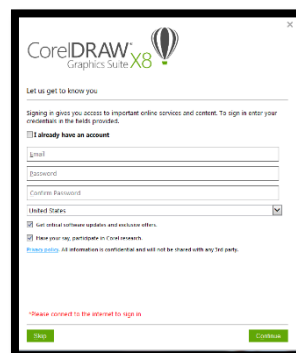 CorelDRAW
Graphics Suite X8
Let us get to know you
Signing in gives you access to important online services and content. To sign in enter your
credentials in the fields provided.
I already have an account
Email
Password
Confirm Password
United States
Get critical software updates and exclusive offers.
Have your say, participate in Corel research.
Privacy policy. All information is confidential and will not be shared with any 3rd party.
*Please connect to the internet to sign in
Skip
Continue